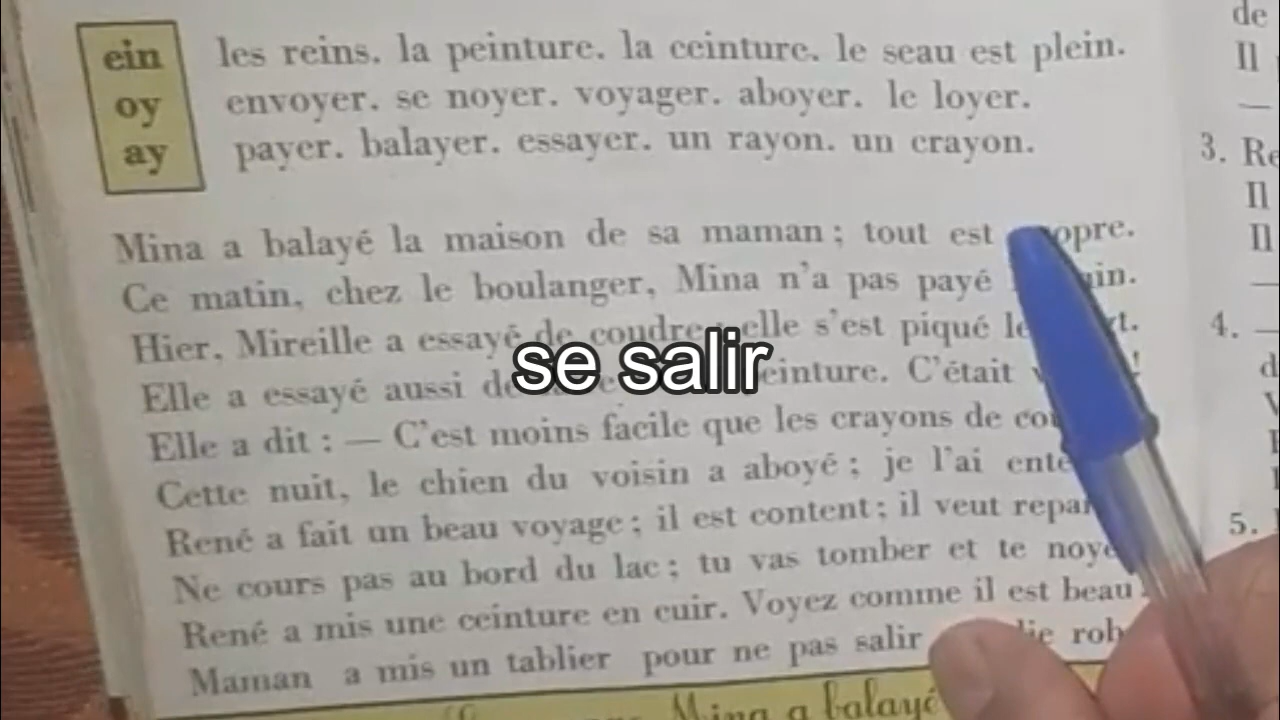 ein
oy
ay
les reins. la peinture. la ceinture. le seau est plein.
envoyer. se noyer. voyager. aboyer. le loyer.
payer. balayer. essayer. un rayon. un crayon.
Mina a balayé la maison de sa maman ; tout est
Ce matin, chez le boulanger, Mina n'a pas payé
Hier, Mireille a essayé de coudre elle s'est piqué
Elle a essayé aussi C'était
Elle a dit : — C'est moins facile que les crayons de
Cette nuit, le chien du voisin a aboyé ; je l'ai
René a fait un beau voyage ; il est content ; il veut
Ne cours pas au bord du lac ; tu vas tomber et te
René a mis une ceinture en cuir. Voyez comme il est beau
Maman a mis un tablier pour ne pas salir
Mina a balayé
se salir
de
Il
—
3. Re
Il
Il
—
4. —
d
5.